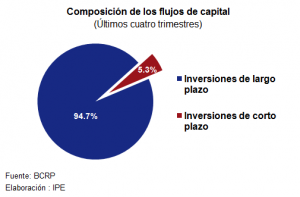 Composición de los flujos de capital
(Últimos cuatro trimestres)
5.3%
94.7%
Inversiones de largo
plazo
Inversiones de corto
plazo
Fuente: BCRP
Elaboración : IPE